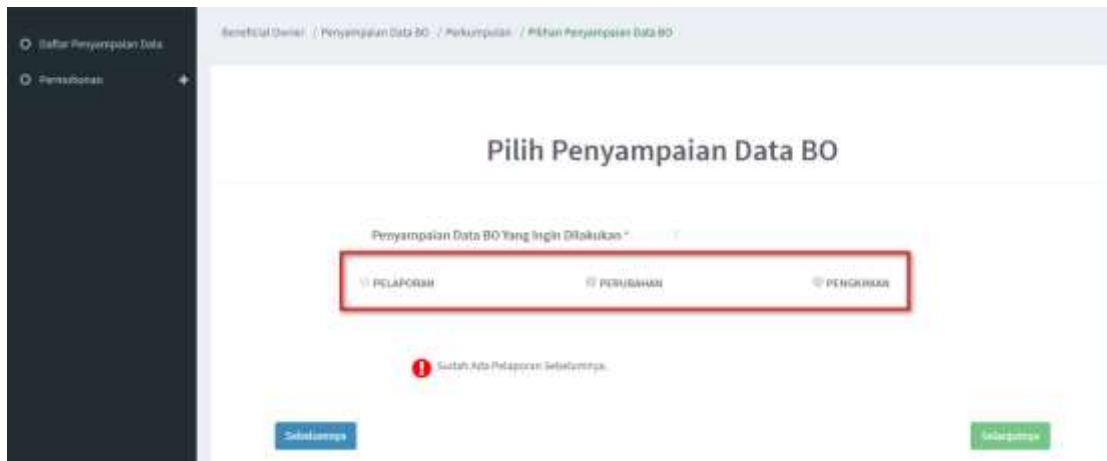 Daftar Penyampaian Data
Beneficial Owner / Penyampaian Data BO / Perkumpulan / Pilihan Penyampaian Data BO
Permohonan
Pilih Penyampaian Data BO
Penyampaian Data BO Yang Ingin Dilakukan *
PELAPORAN PERUBAHAN PENGKINIAN
Sudah Ada Pelaporan Sebelumnya.
Sebelumnya Selanjutnya